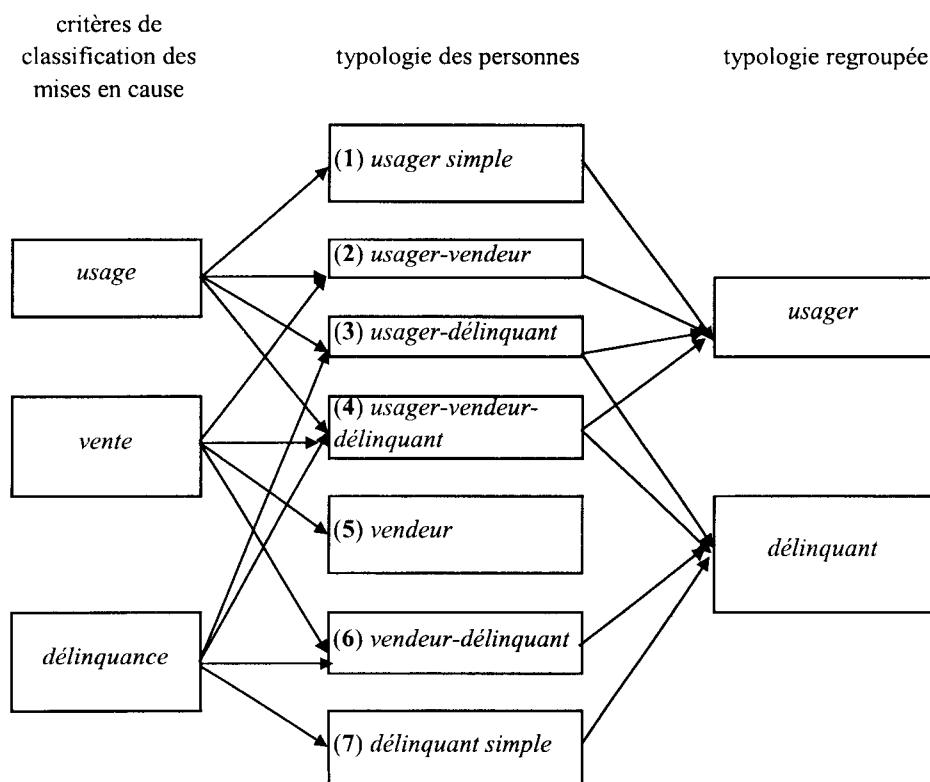 critères de
classification des
mises en cause
typologie des personnes
typologie regroupée
(1) usager simple
(2) usager-vendeur
(3) usager-délinquant
(4) usager-vendeur-
délinquant
(5) vendeur
(6) vendeur-délinquant
(7) délinquant simple
usage
vente
délinquance
usager
délinquant